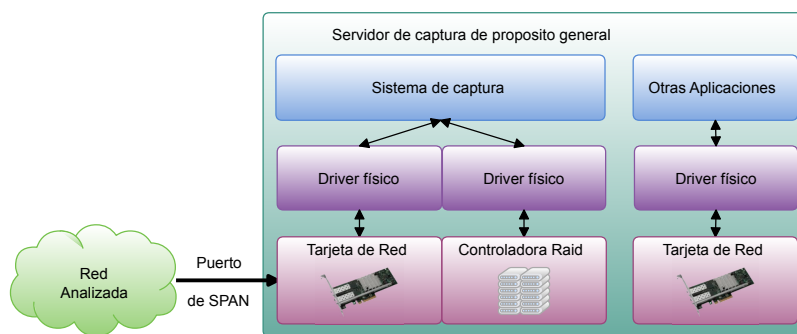 Servidor de captura de proposito general
Sistema de captura
Otras Aplicaciones
Driver físico
Driver físico
Driver físico
Tarjeta de Red
Controladora Raid
Tarjeta de Red
Red
Analizada
Puerto
de SPAN